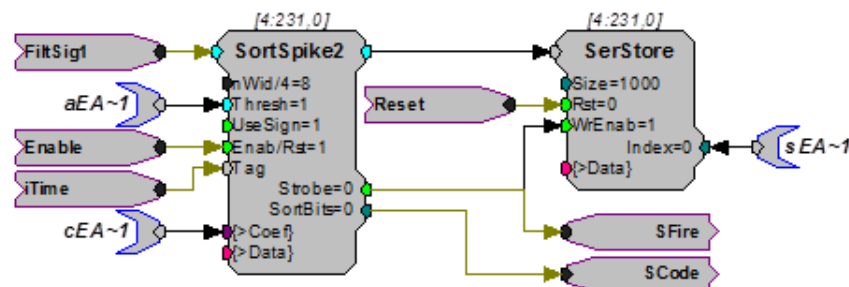 [4:231,0]
[4:231,0]
FiltSig1
SortSpike2
SerStore
nWid/4=8
Size=1000
aEA~1
Thresh=1
Reset
Rst=0
UseSign=1
WrEnab=1
Enable
Enab/Rst=1
Index=0
sEA~1
iTime
Tag
{>Data}
Strobe=0
SortBits=0
cEA~1
{>Coef}
SFire
{>Data}
SCode